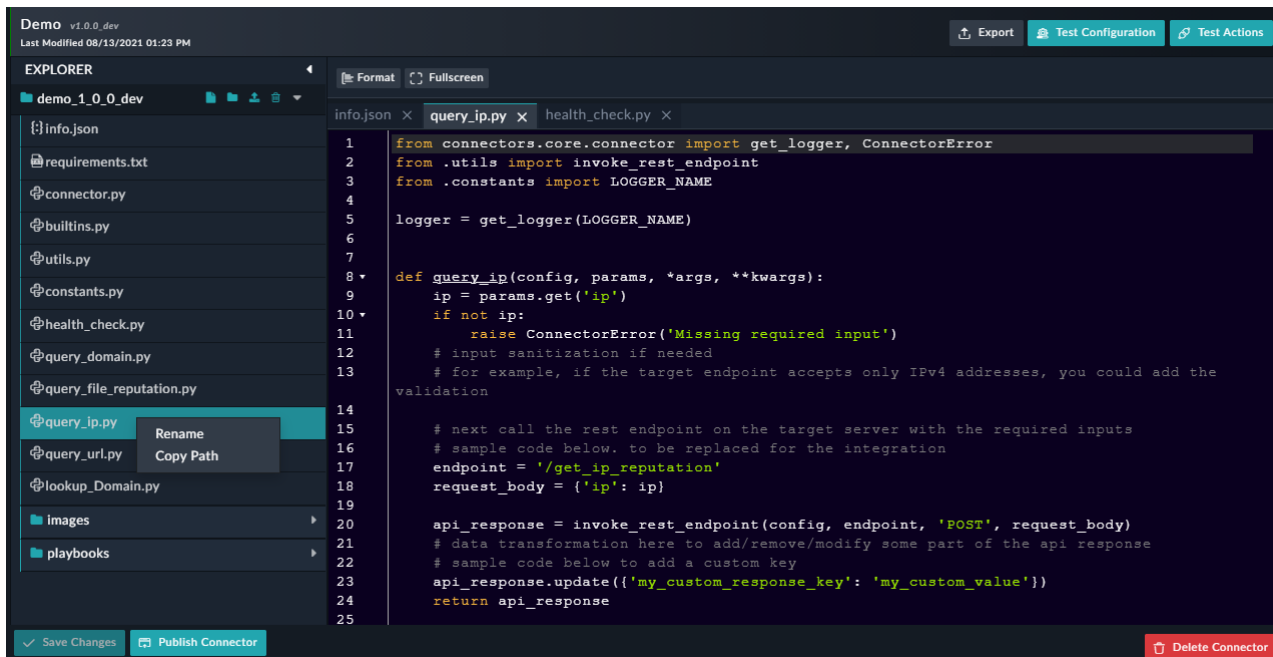 Demo v1.0.0_dev
Last Modified 08/13/2021 01:23 PM
Export
Test Configuration
Test Actions
EXPLORER
demo_1_0_0_dev
info.json
requirements.txt
connector.py
builtins.py
utils.py
constants.py
health_check.py
query_domain.py
query_file_reputation.py
query_ip.py
Rename
Copy Path
query_url.py
lookup_Domain.py
images
playbooks
Format
Fullscreen
info.json × query_ip.py × health_check.py ×
1 from connectors.core.connector import get_logger, ConnectorError
2 from .utils import invoke_rest_endpoint
3 from .constants import LOGGER_NAME
4
5 logger = get_logger(LOGGER_NAME)
6
7
8 def query_ip(config, params, *args, **kwargs):
9     ip = params.get('ip')
10     if not ip:
11         raise ConnectorError('Missing required input')
12     # input sanitization if needed
13     # for example, if the target endpoint accepts only IPv4 addresses, you could add the
validation
14
15     # next call the rest endpoint on the target server with the required inputs
16     # sample code below. to be replaced for the integration
17     endpoint = '/get_ip_reputation'
18     request_body = {'ip': ip}
19
20     api_response = invoke_rest_endpoint(config, endpoint, 'POST', request_body)
21     # data transformation here to add/remove/modify some part of the api response
22     # sample code below to add a custom key
23     api_response.update({'my_custom_response_key': 'my_custom_value'})
24     return api_response
25
Save Changes
Publish Connector
Delete Connector